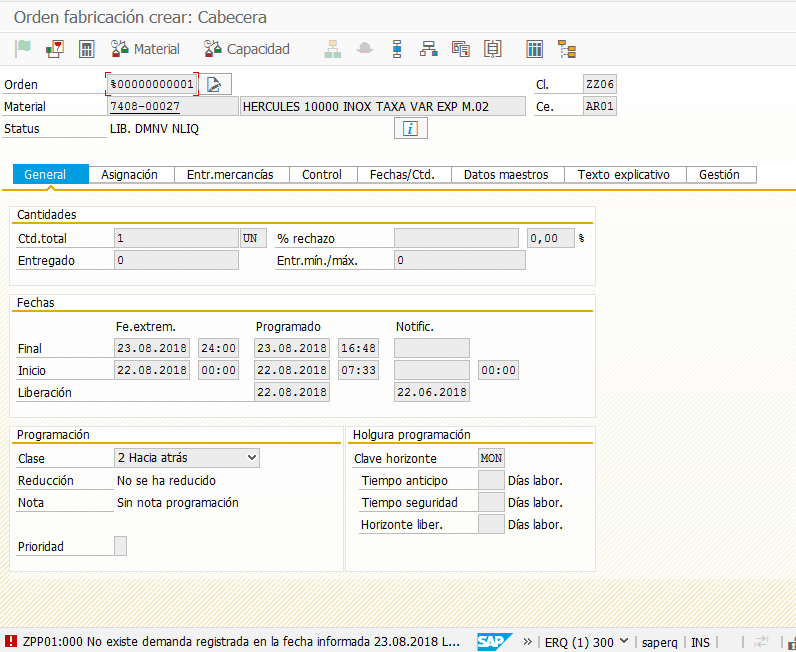 Orden fabricación crear: Cabecera
Material Capacidad
Orden %00000000001 Cl. ZZ06
Material 7408-00027 HERCULES 10000 INOX TAXA VAR EXP M.02 Ce. AR01
Status LIB. DMNV NLIQ
General Asignación Entr.mercancías Control Fechas/Ctd. Datos maestros Texto explicativo Gestión
Cantidades
Ctd.total 1 UN % rechazo 0,00 %
Entregado 0 Entr.mín./máx. 0
Fechas
Fe.extrem. Programado Notific.
Final 23.08.2018 24:00 23.08.2018 16:48
Inicio 22.08.2018 00:00 22.08.2018 07:33 00:00
Liberación 22.08.2018 22.06.2018
Programación Holgura programación
Clase 2 Hacia atrás Clave horizonte MON
Reducción No se ha reducido Tiempo anticipo Días labor.
Nota Sin nota programación Tiempo seguridad Días labor.
Horizonte liber. Días labor.
Prioridad
ZPP01:000 No existe demanda registrada en la fecha informada 23.08.2018 L... SAP ERQ (1) 300 saperq INS